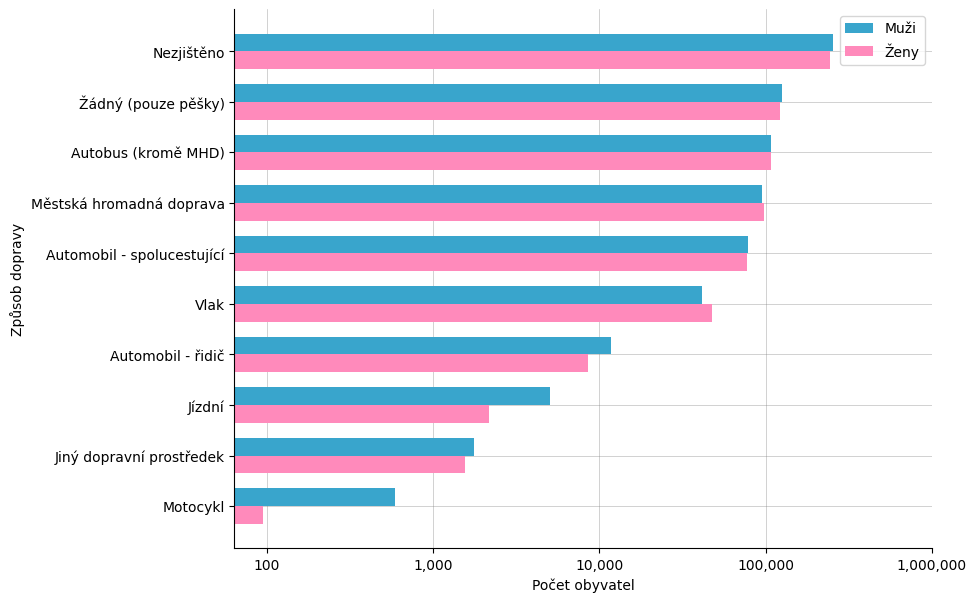 Muži
Ženy
Způsob dopravy
Nezjištěno
Žádný (pouze pěšky)
Autobus (kromě MHD)
Městská hromadná doprava
Automobil - spolucestující
Vlak
Automobil - řidič
Jízdní
Jiný dopravní prostředek
Motocykl
100
1,000
10,000
100,000
1,000,000
Počet obyvatel